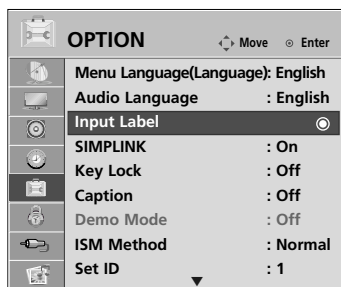 OPTION Move Enter
Menu Language(Language): English
Audio Language : English
Input Label
SIMPLINK : On
Key Lock : Off
Caption : Off
Demo Mode : Off
ISM Method : Normal
Set ID : 1